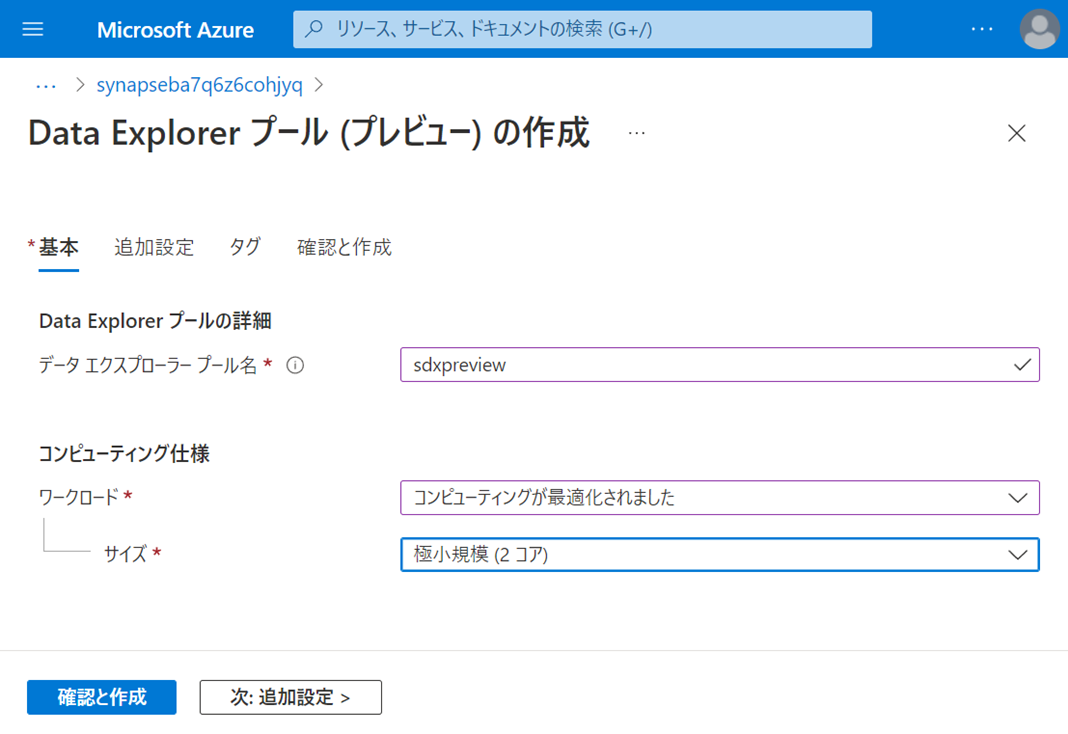 Microsoft Azure
リソース、サービス、ドキュメントの検索 (G+/)
...
... > synapseba7q6z6cohjyq >
Data Explorer プール (プレビュー) の作成 ...
* 基本 追加設定 タグ 確認と作成
Data Explorer プールの詳細
データ エクスプローラー プール名 *
sdxpreview
コンピューティング仕様
ワークロード *
コンピューティングが最適化されました
サイズ *
極小規模 (2 コア)
確認と作成
次: 追加設定 >